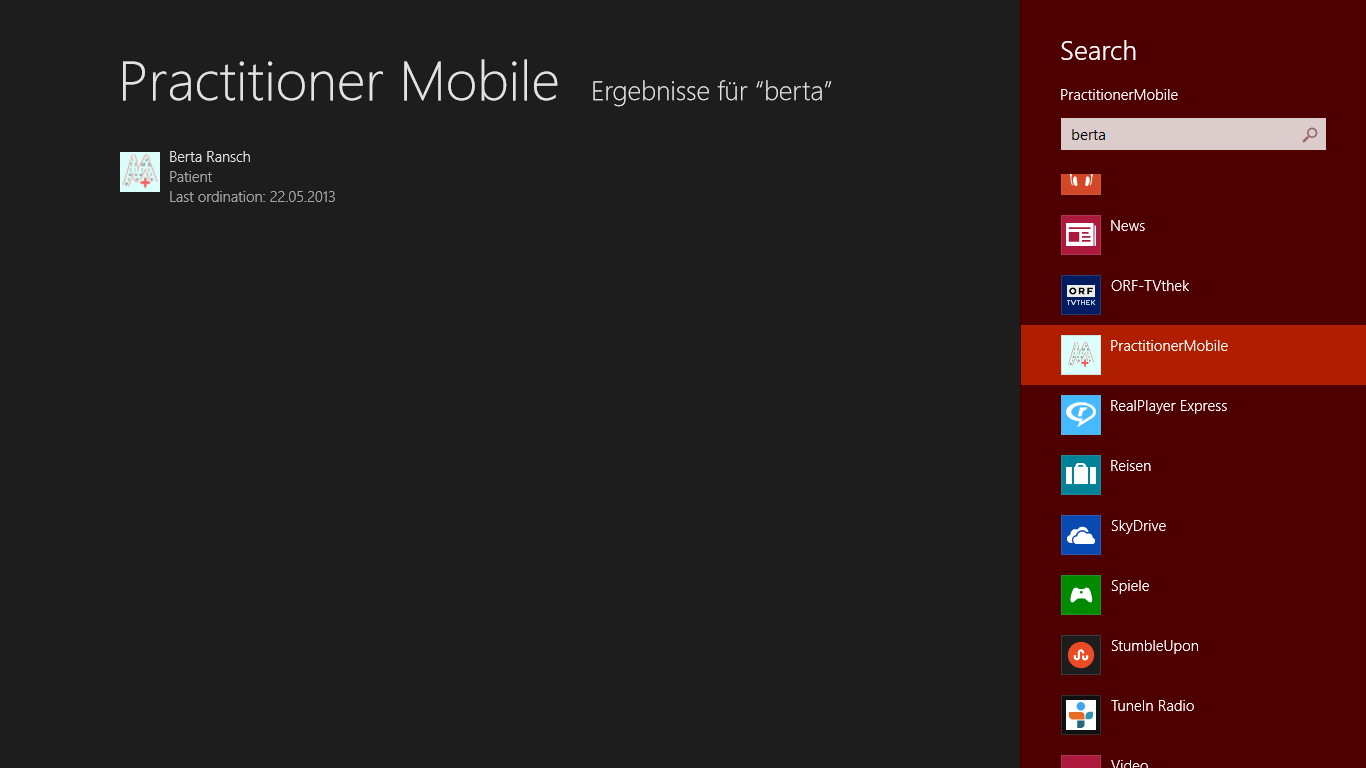 Practitioner Mobile Ergebnisse für “berta”
Berta Ransch
Patient
Last ordination: 22.05.2013
Search
PractitionerMobile
berta
News
ORF
TVTHEK
ORF-TVthek
PractitionerMobile
RealPlayer Express
Reisen
SkyDrive
Spiele
StumbleUpon
TuneIn Radio
Video